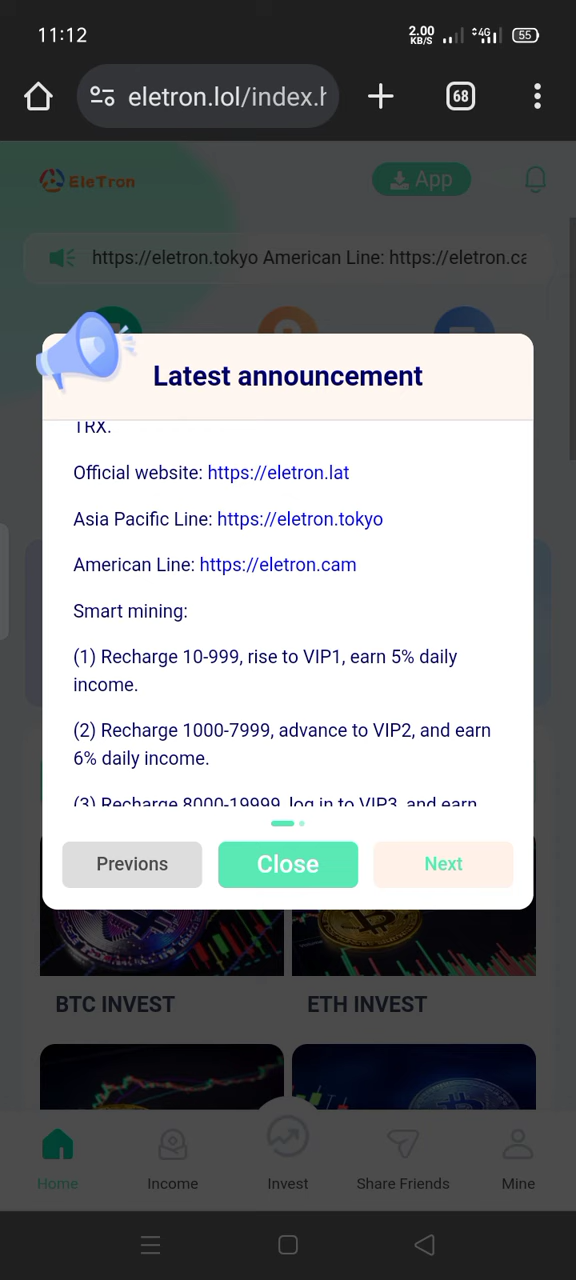 11:12
2.00
KB/S
4G
55
eletron.lol/index.h
68
EleTron
App
https://eletron.tokyo American Line: https://eletron.ca
Latest announcement
TRX.
Official website: https://eletron.lat
Asia Pacific Line: https://eletron.tokyo
American Line: https://eletron.cam
Smart mining:
(1) Recharge 10-999, rise to VIP1, earn 5% daily
income.
(2) Recharge 1000-7999, advance to VIP2, and earn
6% daily income.
(3) Recharge 8000-19999, log in to VIP3, and earn
Previons
Close
Next
BTC INVEST
ETH INVEST
Home
Income
Invest
Share Friends
Mine